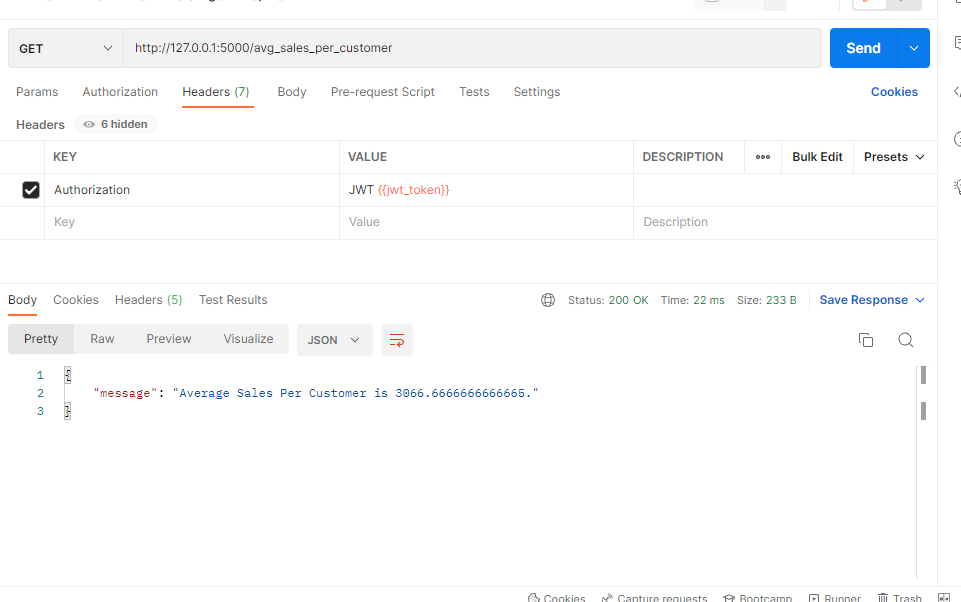 GET http://127.0.0.1:5000/avg_sales_per_customer Send
Params Authorization Headers (7) Body Pre-request Script Tests Settings Cookies
Headers 6 hidden
KEY VALUE DESCRIPTION ooo Bulk Edit Presets
Authorization JWT {{jwt_token}}
Key Value Description
Body Cookies Headers (5) Test Results Status: 200 OK Time: 22 ms Size: 233 B Save Response
Pretty Raw Preview Visualize JSON
1 {
2 "message": "Average Sales Per Customer is 3066.6666666666665."
3 }
Cookies Capture requests Bootcamp Runner Trash